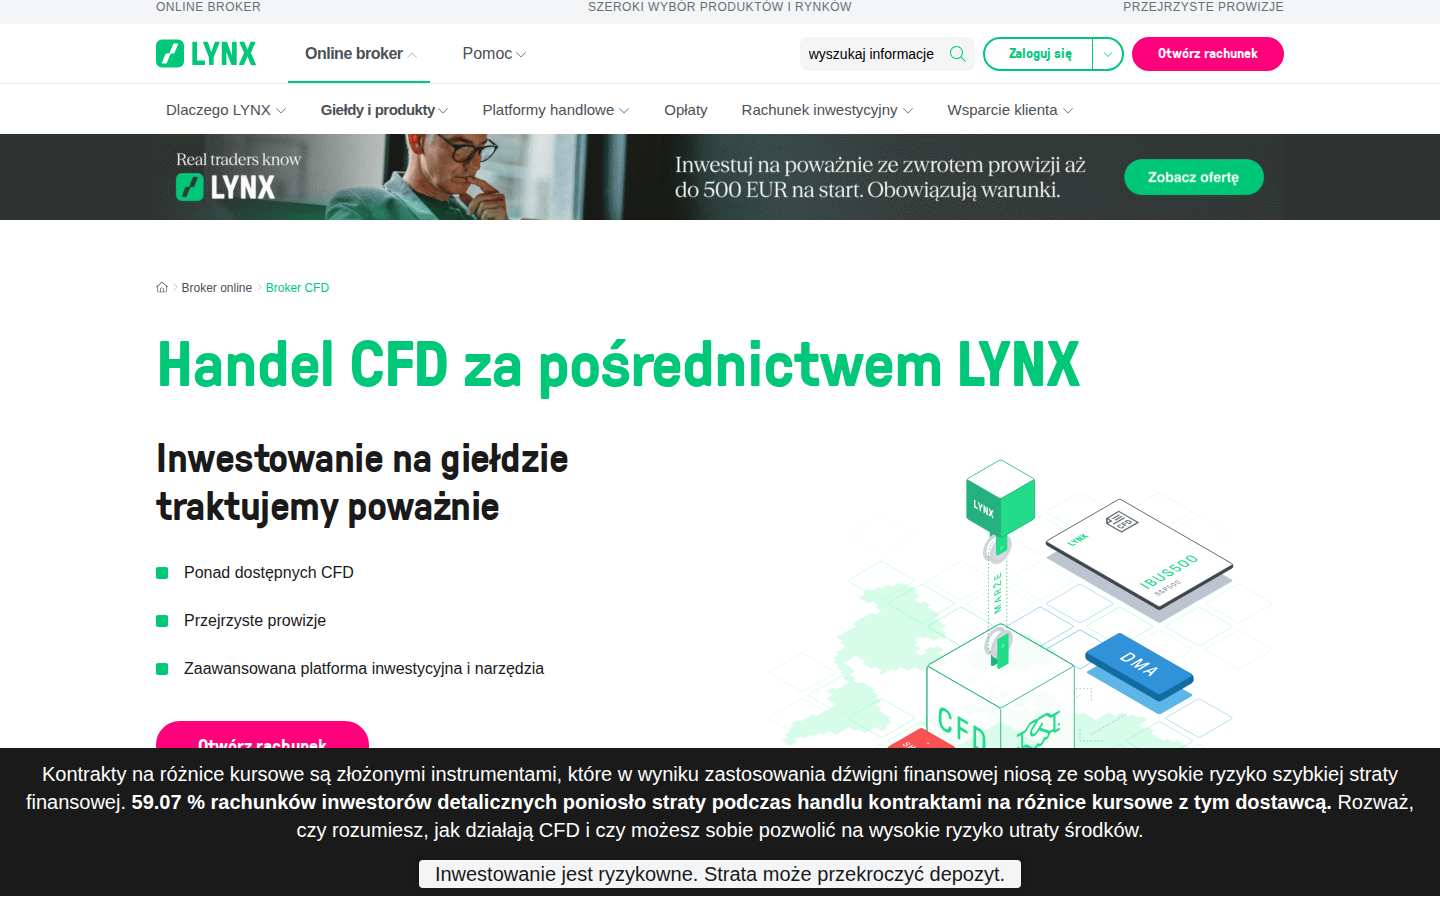 ONLINE BROKER SZEROKI WYBÓR PRODUKTÓW I RYNKÓW PRZEJRZYSTE PROWIZJE
LYNX Online broker Pomoc wyszukaj informacje Zaloguj się Otwórz rachunek
Dlaczego LYNX Giełdy i produkty Platformy handlowe Opłaty Rachunek inwestycyjny Wsparcie klienta
Real traders know
LYNX
Inwestuj na poważnie ze zwrotem prowizji aż
do 500 EUR na start. Obowiązują warunki.
Zobacz ofertę
Broker online Broker CFD
Handel CFD za pośrednictwem LYNX
Inwestowanie na giełdzie
traktujemy poważnie
Ponad dostępnych CFD
Przejrzyste prowizje
Zaawansowana platforma inwestycyjna i narzędzia
Otwórz rachunek
LYNX
MARŻE
CFD
LYNX
CFD
IBUS500
S&P500
DMA
Kontrakty na różnice kursowe są złożonymi instrumentami, które w wyniku zastosowania dźwigni finansowej niosą ze sobą wysokie ryzyko szybkiej straty
finansowej. 59.07 % rachunków inwestorów detalicznych poniosło straty podczas handlu kontraktami na różnice kursowe z tym dostawcą. Rozważ,
czy rozumiesz, jak działają CFD i czy możesz sobie pozwolić na wysokie ryzyko utraty środków.
Inwestowanie jest ryzykowne. Strata może przekroczyć depozyt.